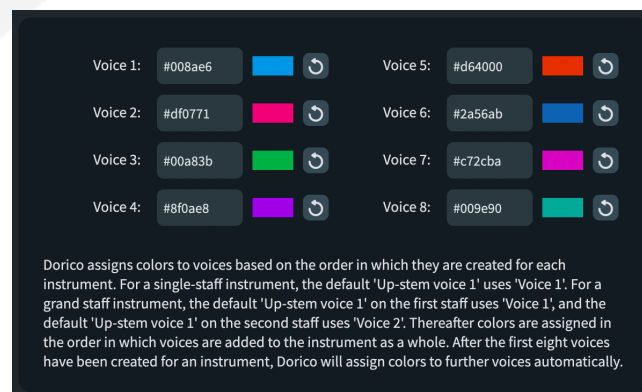 Voice 1: #008ae6 Voice 5: #d64000
Voice 2: #df0771 Voice 6: #2a56ab
Voice 3: #00a83b Voice 7: #c72cba
Voice 4: #8f0ae8 Voice 8: #009e90
Dorico assigns colors to voices based on the order in which they are created for each
instrument. For a single-staff instrument, the default 'Up-stem voice 1' uses 'Voice 1'. For a
grand staff instrument, the default 'Up-stem voice 1' on the first staff uses 'Voice 1', and the
default 'Up-stem voice 1' on the second staff uses 'Voice 2'. Thereafter colors are assigned in
the order in which voices are added to the instrument as a whole. After the first eight voices
have been created for an instrument, Dorico will assign colors to further voices automatically.